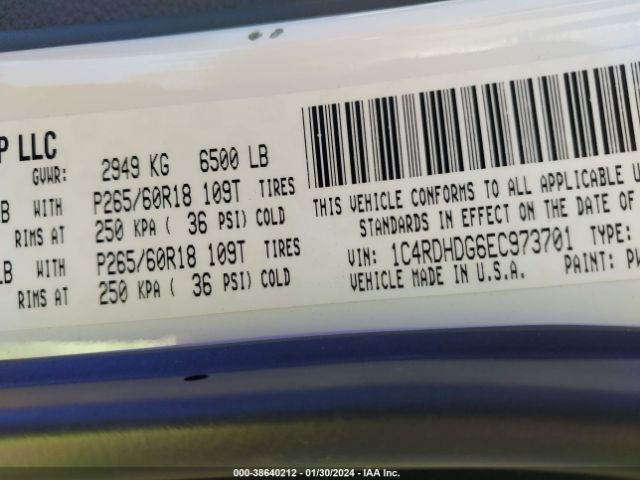 P LLC
GVWR: 2949 KG 6500 LB
B WITH P265/60R18 109T TIRES
RIMS AT 250 KPA ( 36 PSI) COLD
LB WITH P265/60R18 109T TIRES
RIMS AT 250 KPA ( 36 PSI) COLD
THIS VEHICLE CONFORMS TO ALL APPLICABLE
STANDARDS IN EFFECT ON THE DATE OF
VIN: 1C4RDHDG6EC973701 TYPE:
VEHICLE MADE IN U.S.A. PAINT: PW
000-38640212 - 01/30/2024 - IAA Inc.